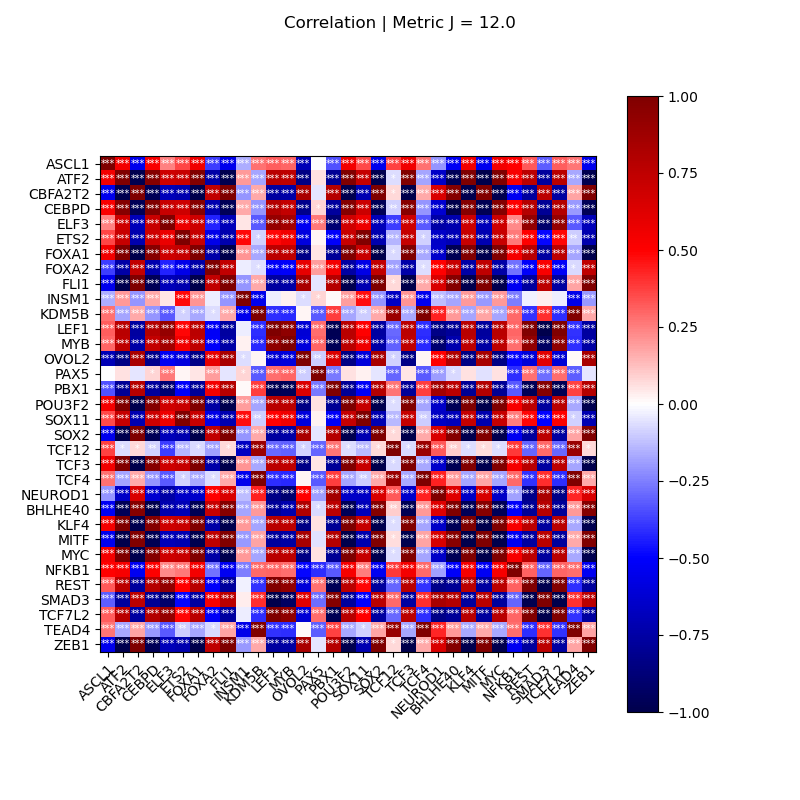 Correlation | Metric J = 12.0
ASCL1
ATF2
CBFA2T2
CEBPD
ELF3
ETS2
FOXA1
FOXA2
FLI1
INSM1
KDM5B
LEF1
MYB
OVOL2
PAX5
PBX1
POU3F2
SOX11
SOX2
TCF12
TCF3
TCF4
NEUROD1
BHLHE40
KLF4
MITF
MYC
NFKB1
REST
SMAD3
TCF7L2
TEAD4
ZEB1
ASCL1
ATF2
CBFA2T2
CEBPD
ELF3
ETS2
FOXA1
FOXA2
FLI1
INSM1
KDM5B
LEF1
MYB
OVOL2
PAX5
PBX1
POU3F2
SOX11
SOX2
TCF12
TCF3
TCF4
NEUROD1
BHLHE40
KLF4
MITF
MYC
NFKB1
REST
SMAD3
TCF7L2
TEAD4
ZEB1
1.00
0.75
0.50
0.25
0.00
−0.25
−0.50
−0.75
−1.00